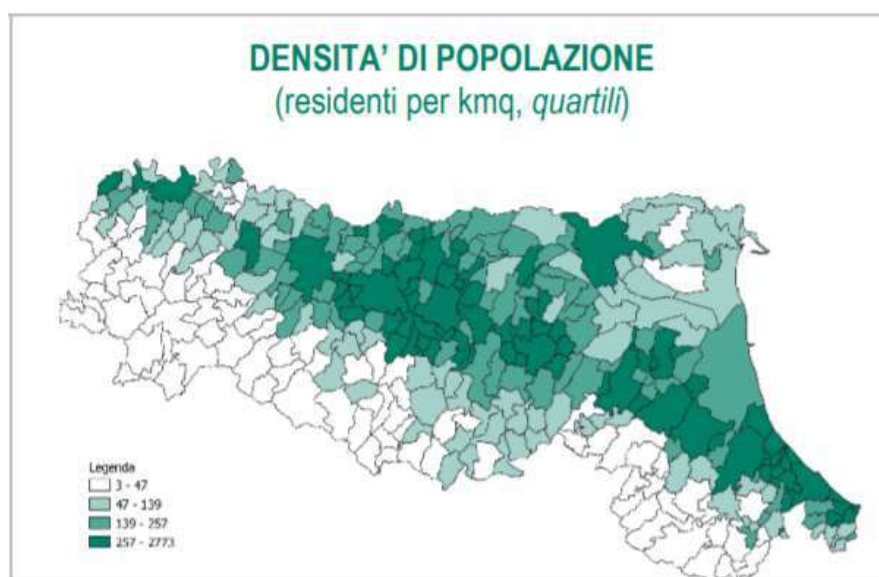 DENSITA’ DI POPOLAZIONE
(residenti per kmq, quartili)
Legenda
3 - 47
47 - 139
139 - 257
257 - 2773